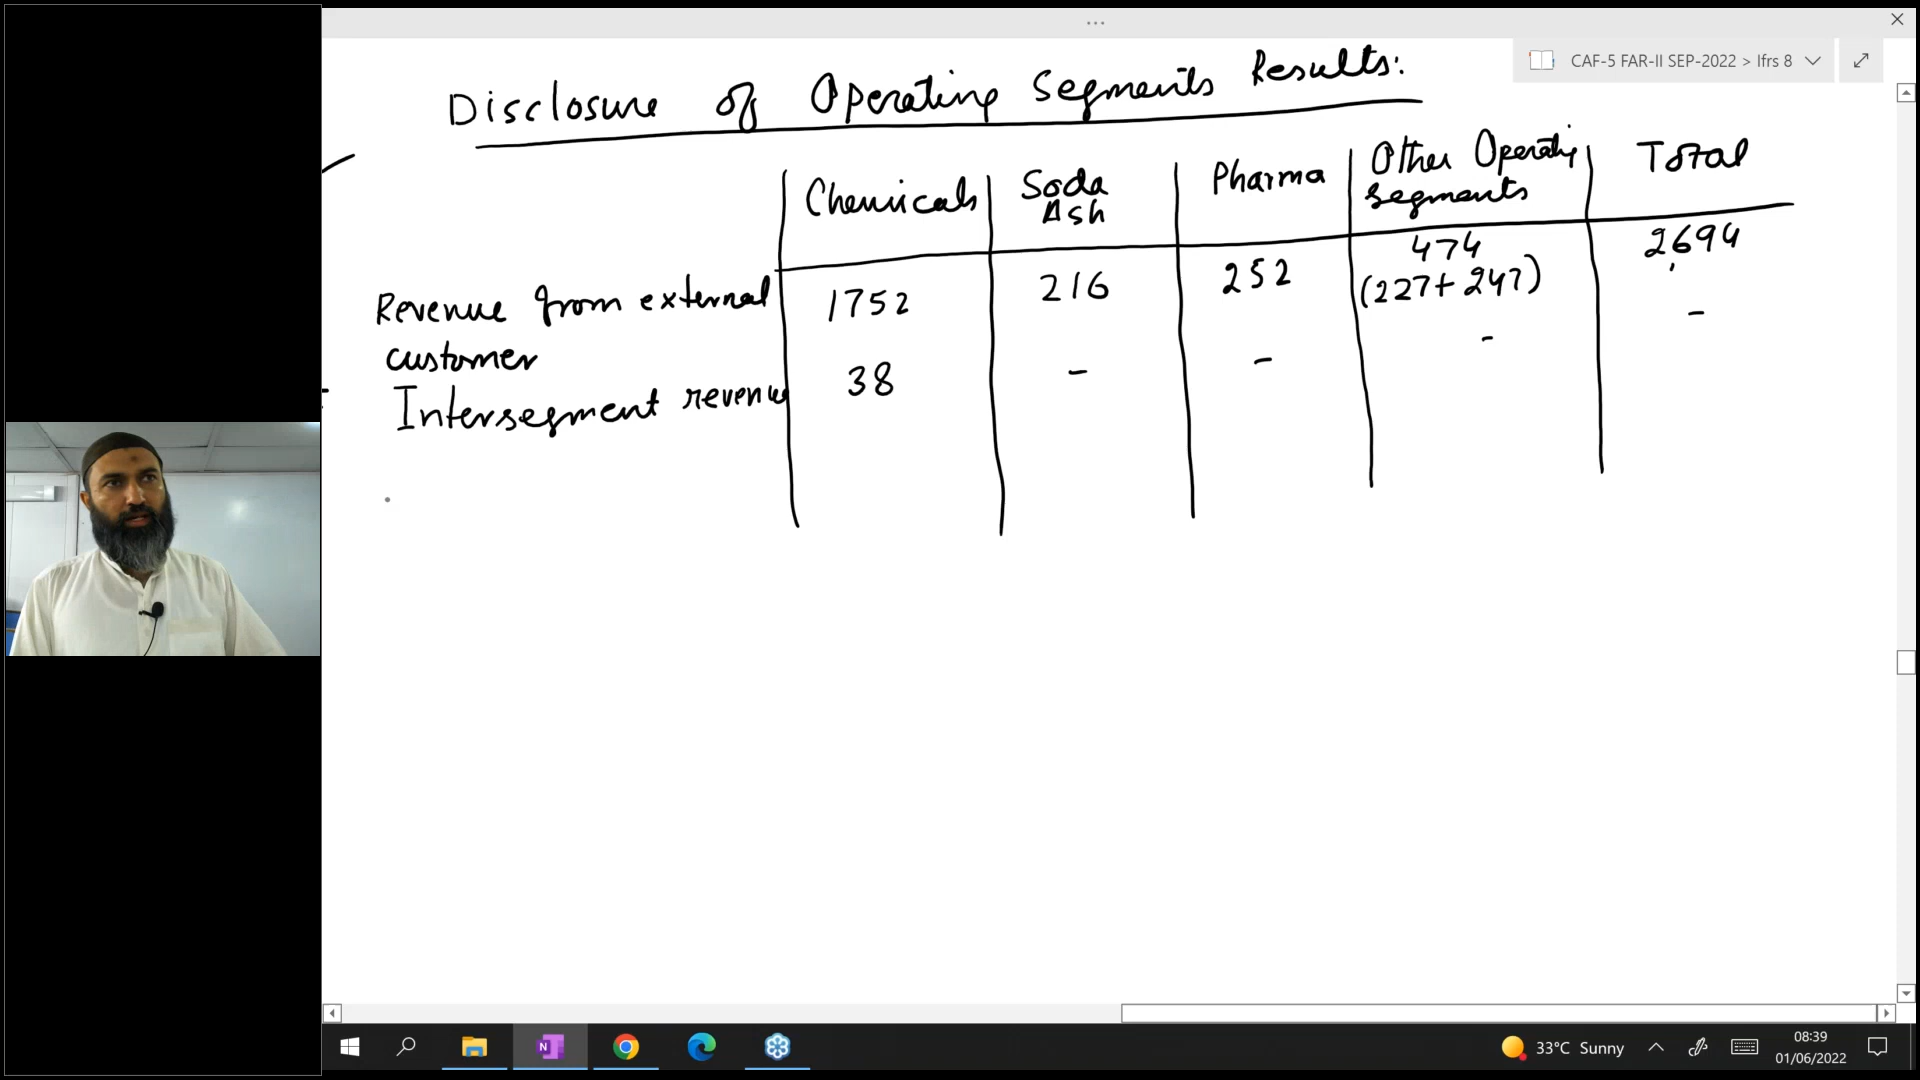 CAF-5 FAR-II SEP-2022 > Ifrs 8
Disclosure of Operating Segments Results:
Chemicals Soda Ash Pharma Other Operating segments Total
Revenue from external customer 1752 216 252 474 (227+247) 2,694
Intersegment revenue 38 - - - -
33°C Sunny
08:39
01/06/2022